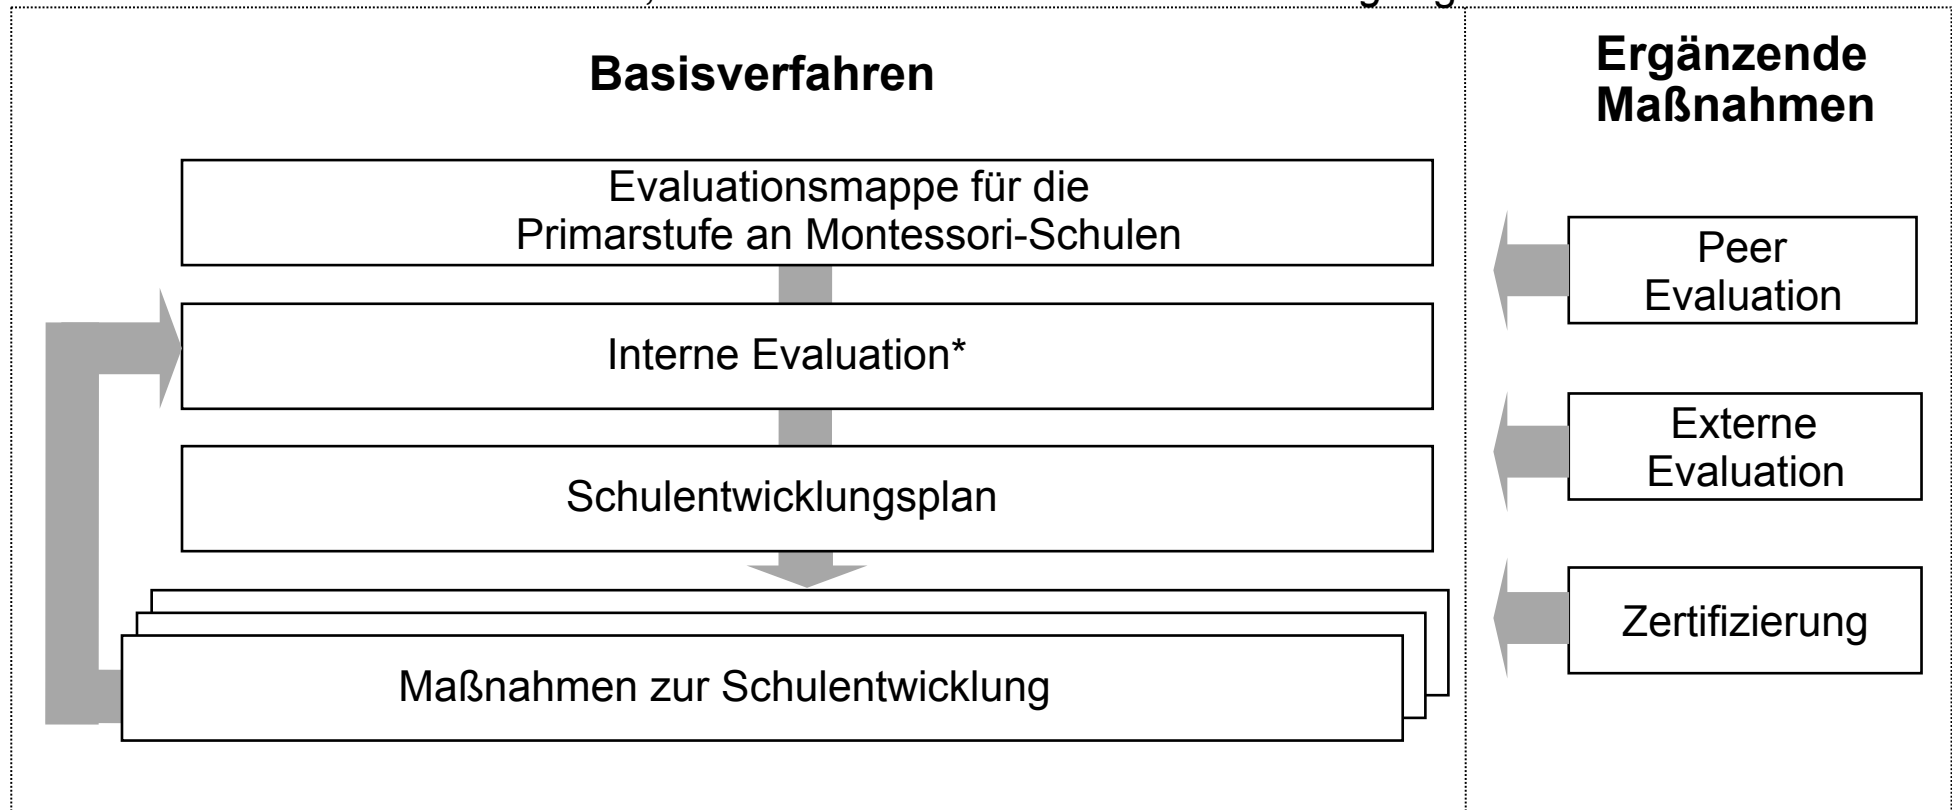 Basisverfahren
Evaluationsmappe für die
Primarstufe an Montessori-Schulen
Interne Evaluation*
Schulentwicklungsplan
Maßnahmen zur Schulentwicklung
Ergänzende
Maßnahmen
Peer
Evaluation
Externe
Evaluation
Zertifizierung